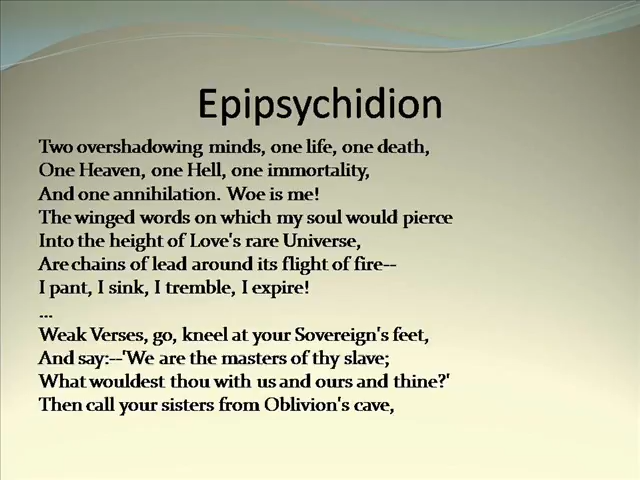 Epipsychidion
Two overshadowing minds, one life, one death,
One Heaven, one Hell, one immortality,
And one annihilation. Woe is me!
The winged words on which my soul would pierce
Into the height of Love's rare Universe,
Are chains of lead around its flight of fire--
I pant, I sink, I tremble, I expire!
...
Weak Verses, go, kneel at your Sovereign's feet,
And say:--'We are the masters of thy slave;
What wouldest thou with us and ours and thine?'
Then call your sisters from Oblivion's cave,